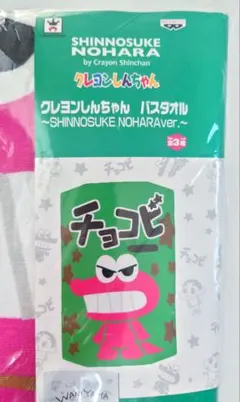 SHINNOSUKE
NOHARA
by Crayon Shinchan
クレヨンしんちゃん
クレヨンしんちゃん バスタオル
～SHINNOSUKE NOHARAver.～
全3種
チョコビ
WANIYAMA